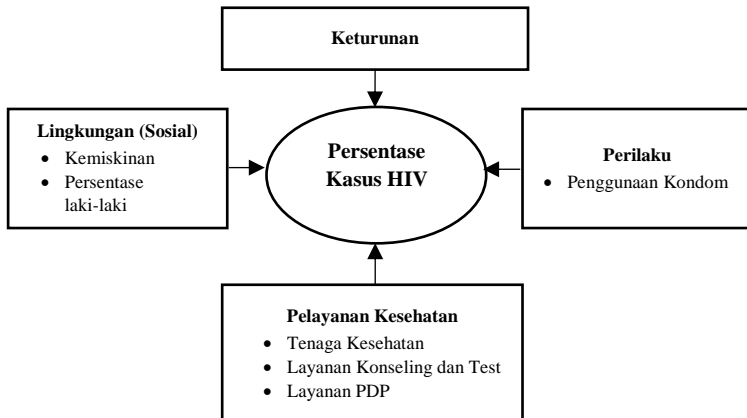 Keturunan
Lingkungan (Sosial)
• Kemiskinan
• Persentase
laki-laki
Persentase
Kasus HIV
Perilaku
• Penggunaan Kondom
Pelayanan Kesehatan
• Tenaga Kesehatan
• Layanan Konseling dan Test
• Layanan PDP